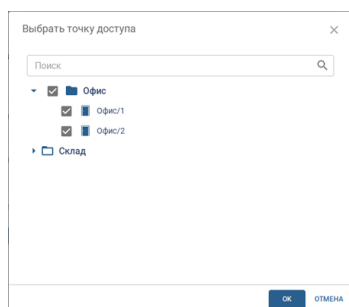 Выбрать точку доступа
Поиск
Офис
Офис/1
Офис/2
Склад
ОК ОТМЕНА